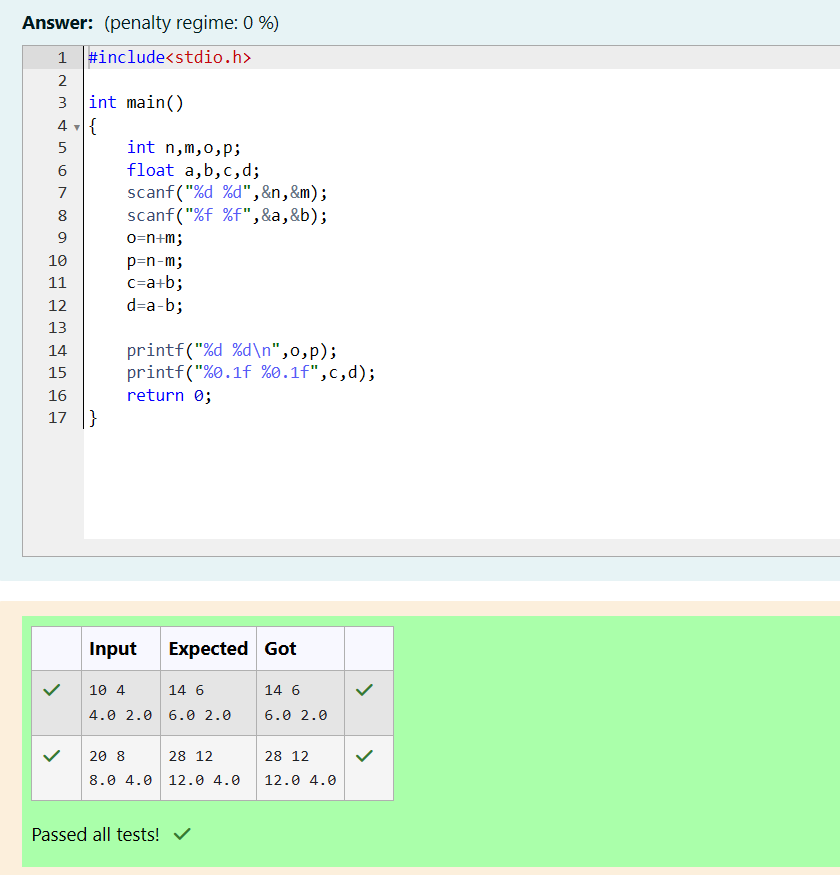 Answer: (penalty regime: 0 %)
1 #include<stdio.h>
2
3 int main()
4 {
5     int n,m,o,p;
6     float a,b,c,d;
7     scanf("%d %d",&n,&m);
8     scanf("%f %f",&a,&b);
9     o=n+m;
10     p=n-m;
11     c=a+b;
12     d=a-b;
13
14     printf("%d %d\n",o,p);
15     printf("%0.1f %0.1f",c,d);
16     return 0;
17 }
Input Expected Got
10 4 14 6 14 6
4.0 2.0 6.0 2.0 6.0 2.0
20 8 28 12 28 12
8.0 4.0 12.0 4.0 12.0 4.0
Passed all tests!